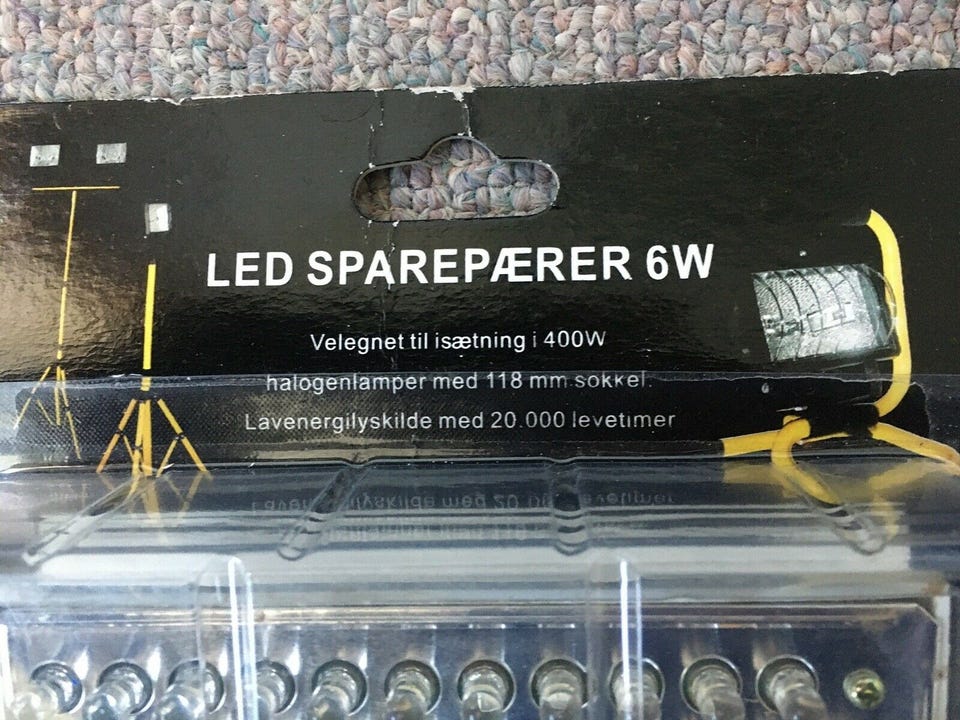 LED SPAREPÆRER 6W
Velegnet til isætning i 400W
halogenlamper med 118 mm sokkel.
Lavenergilyskilde med 20.000 levetimer